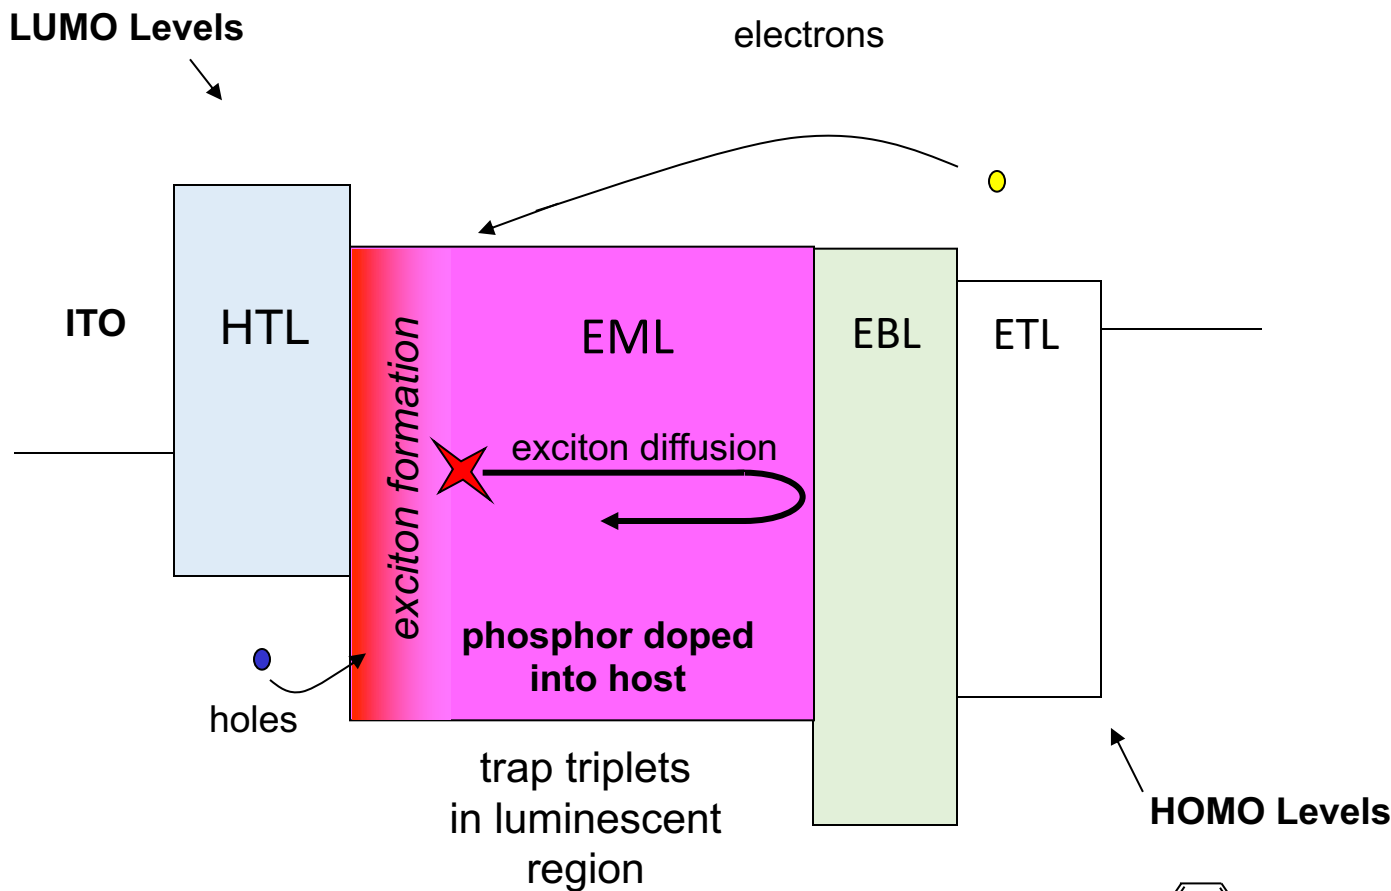 LUMO Levels
electrons
ITO
HTL
exciton formation
EML
EBL
ETL
exciton diffusion
phosphor doped
into host
holes
trap triplets
in luminescent
region
HOMO Levels